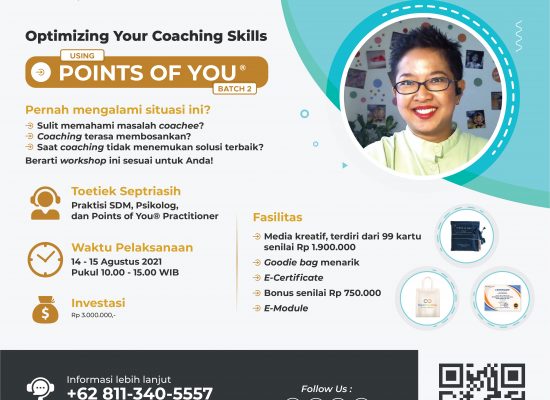 Optimizing Your Coaching Skills
USING
POINTS OF YOU®
BATCH 2
Pernah mengalami situasi ini?
Sulit memahami masalah coachee?
Coaching terasa membosankan?
Saat coaching tidak menemukan solusi terbaik?
Berarti workshop ini sesuai untuk Anda!
Toetiek Septriasih
Praktisi SDM, Psikolog,
dan Points of You® Practitioner
Waktu Pelaksanaan
14 - 15 Agustus 2021
Pukul 10.00 - 15.00 WIB
Investasi
Rp 3.000.000,-
Fasilitas
Media kreatif, terdiri dari 99 kartu
senilai Rp 1.900.000
Goodie bag menarik
E-Certificate
Bonus senilai Rp 750.000
E-Module
Informasi lebih lanjut
+62 811-340-5557
Follow Us :